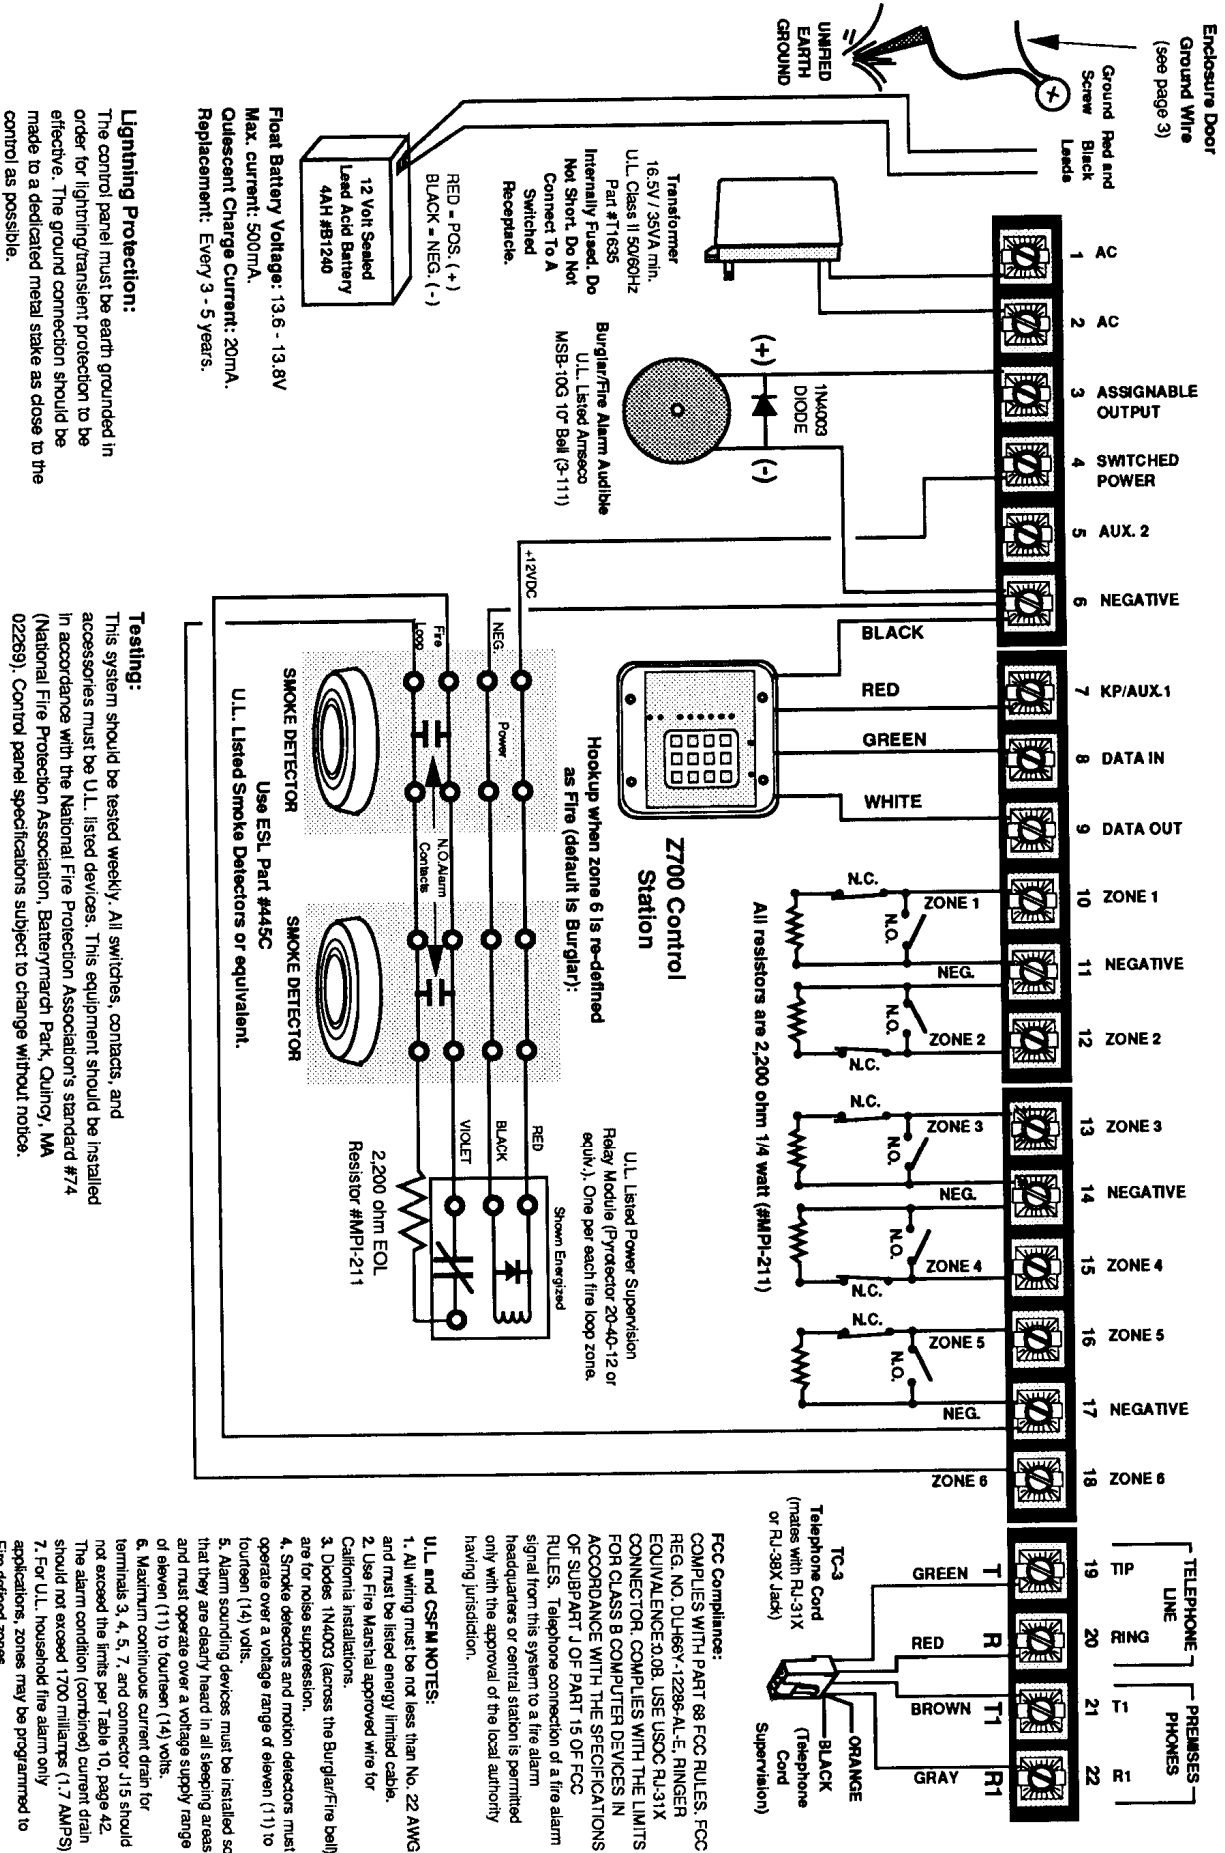 Enclosure Door
Ground Wire
(see page 3)
Ground
Screw
Red and
Black
Leads
UNIFIED
EARTH
GROUND
1 AC
2 AC
3 ASSIGNABLE
OUTPUT
4 SWITCHED
POWER
5 AUX. 2
6 NEGATIVE
7 KP/AUX.1
8 DATA IN
9 DATA OUT
10 ZONE 1
11 NEGATIVE
12 ZONE 2
13 ZONE 3
14 NEGATIVE
15 ZONE 4
16 ZONE 5
17 NEGATIVE
18 ZONE 6
19 TIP
20 RING
21 T1
22 R1
TELEPHONE
LINE
PREMISES
PHONES
Transformer
16.5V / 35VA min.
U.L. Class II 50/60Hz
Part #T1635
Internally Fused. Do
Not Short. Do Not
Connect To A
Switched
Receptacle.
RED = POS. (+)
BLACK = NEG. (-)
12 Volt Sealed
Lead Acid Battery
4AH #B1240
Float Battery Voltage: 13.6 - 13.8V
Max. current: 500mA.
Quiescent Charge Current: 20mA.
Replacement: Every 3 - 5 years.
Ligntning Protection:
The control panel must be earth grounded in
order for lightning/transient protection to be
effective. The ground connection should be
made to a dedicated metal stake as close to the
control as possible.
(+)
1N4003
DIODE
(-)
Burglar/Fire Alarm Audible
U.L. Listed Amseco
MSB-10G 10" Bell (3-111)
BLACK
RED
GREEN
WHITE
Z700 Control
Station
Hookup when zone 6 is re-defined
as Fire (default is Burglar):
+12VDC
NEG.
Fire
Loop
Power
N.O.Alarm
Contacts
SMOKE DETECTOR
SMOKE DETECTOR
Use ESL Part #445C
U.L. Listed Smoke Detectors or equivalent.
RED
BLACK
VIOLET
2,200 ohm EOL
Resistor #MPI-211
Shown Energized
U.L. Listed Power Supervision
Relay Module (Pyrotector 20-40-12 or
equiv.). One per each fire loop zone.
All resistors are 2,200 ohm 1/4 watt (#MPI-211)
N.C.
ZONE 1
N.O.
NEG.
N.O.
ZONE 2
N.C.
N.C.
ZONE 3
N.O.
NEG.
N.O.
ZONE 4
N.C.
N.C.
ZONE 5
N.O.
NEG.
ZONE 6
Testing:
This system should be tested weekly. All switches, contacts, and
accessories must be U.L. listed devices. This equipment should be installed
in accordance with the National Fire Protection Association's standard #74
(National Fire Protection Association, Batterymarch Park, Quincy, MA
02269). Control panel specifications subject to change without notice.
GREEN T
RED R
BROWN T1
GRAY R1
TC-3
Telephone Cord
(mates with RJ-31X
or RJ-38X Jack)
ORANGE
BLACK
(Telephone
Cord
Supervision)
FCC Compliance:
COMPLIES WITH PART 68 FCC RULES. FCC
REG. NO. DLH66Y-12286-AL-E, RINGER
EQUIVALENCE:0.0B. USE USOC RJ-31X
CONNECTOR. COMPLIES WITH THE LIMITS
FOR CLASS B COMPUTER DEVICES IN
ACCORDANCE WITH THE SPECIFICATIONS
OF SUBPART J OF PART 15 OF FCC
RULES. Telephone connection of a fire alarm
signal from this system to a fire alarm
headquarters or central station is permitted
only with the approval of the local authority
having jurisdiction.
U.L and CSFM NOTES:
1. All wiring must be not less than No. 22 AWG
and must be listed energy limited cable.
2. Use Fire Marshal approved wire for
California installations.
3. Diodes 1N4003 (across the Burglar/Fire bell)
are for noise suppression.
4. Smoke detectors and motion detectors must
operate over a voltage range of eleven (11) to
fourteen (14) volts.
5. Alarm sounding devices must be installed so
that they are clearly heard in all sleeping areas
and must operate over a voltage supply range
of eleven (11) to fourteen (14) volts.
6. Maximum continuous current drain for
terminals 3, 4, 5, 7, and connector J15 should
not exceed the limits per Table 10, page 42.
The alarm condition (combined) current drain
should not exceed 1700 milliamps (1.7 AMPS)
7. For U.L. household fire alarm only
applications, zones may be programmed to
Fire defined zones